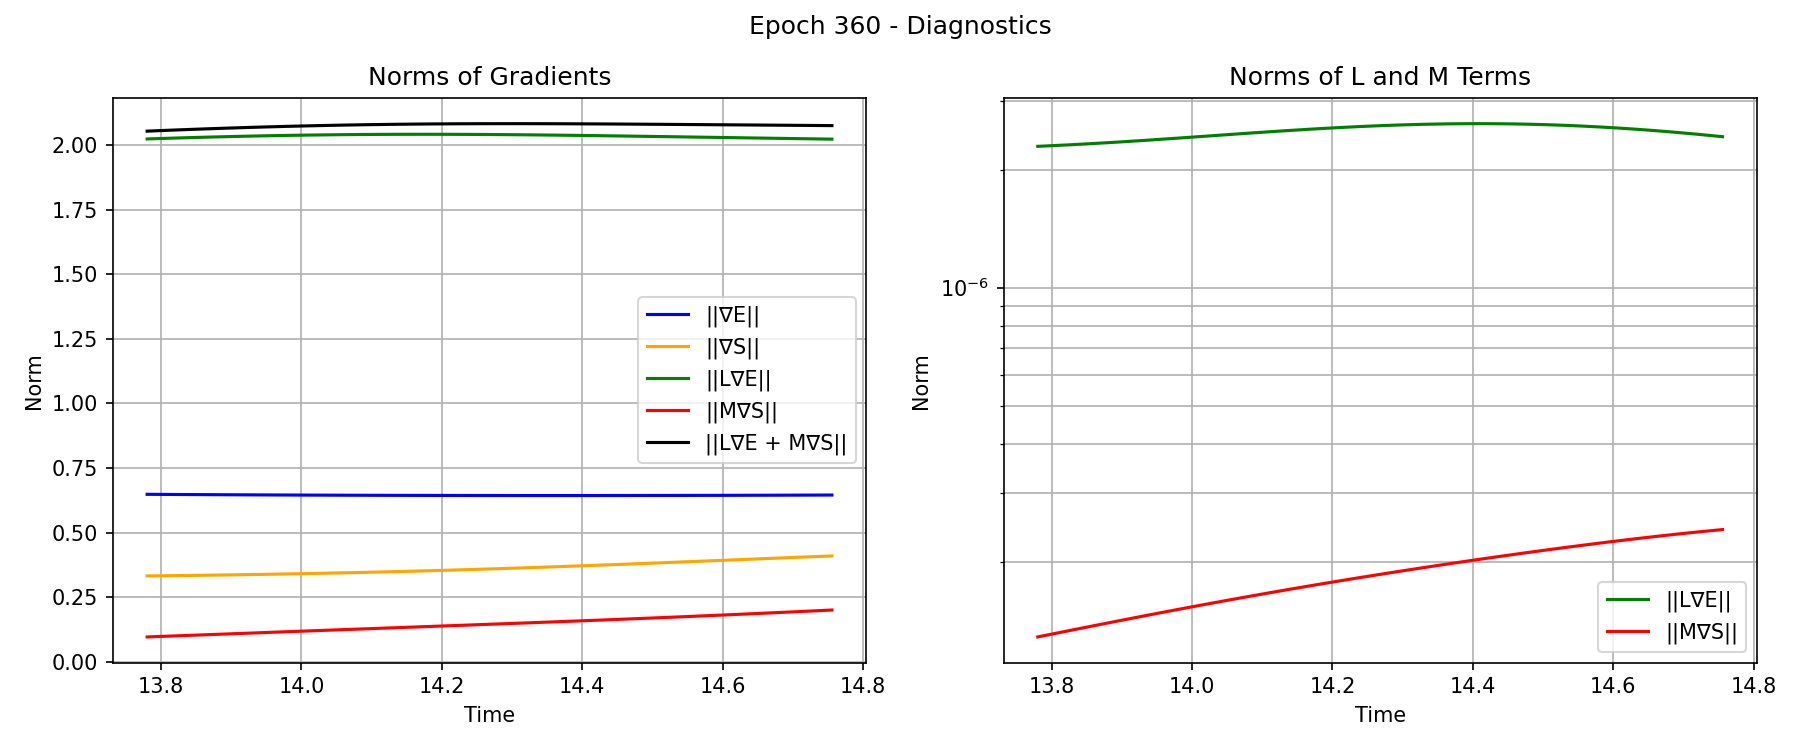 Epoch 360 - Diagnostics
Norms of Gradients
Norm
2.00
1.75
1.50
1.25
1.00
0.75
0.50
0.25
0.00
||∇E||
||∇S||
||L∇E||
||M∇S||
||L∇E + M∇S||
13.8 14.0 14.2 14.4 14.6 14.8
Time
Norms of L and M Terms
Norm
10⁻⁶
||L∇E||
||M∇S||
13.8 14.0 14.2 14.4 14.6 14.8
Time